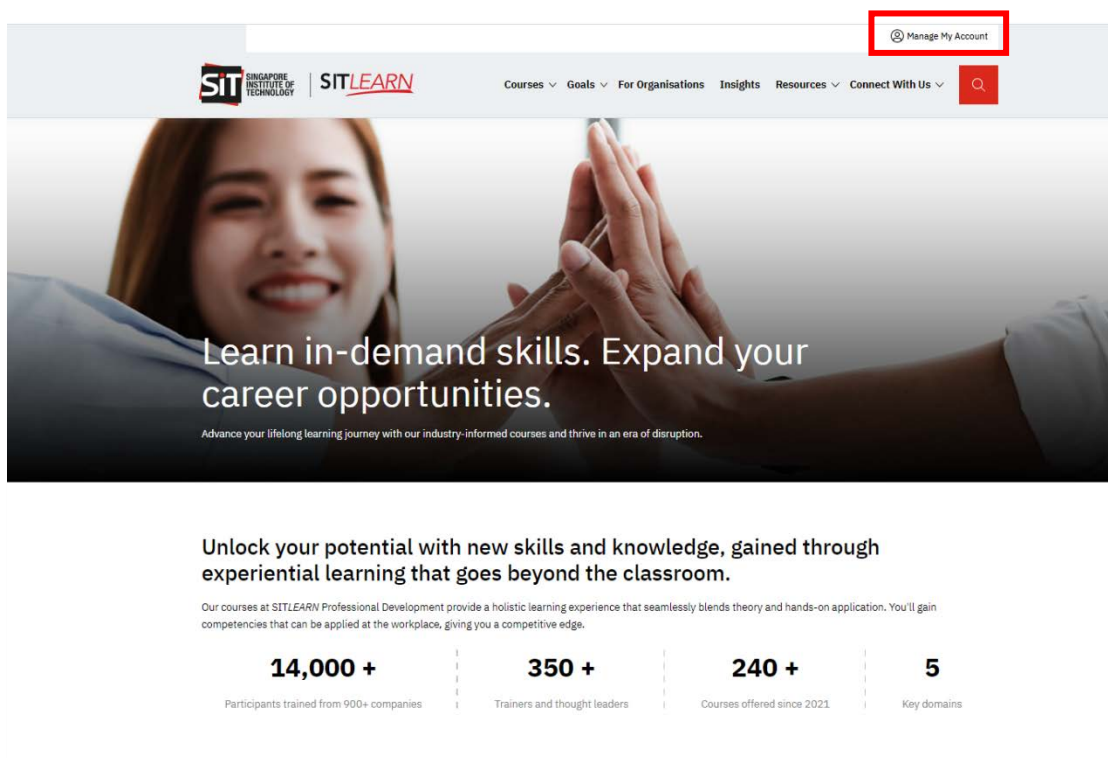 Manage My Account
SiT SINGAPORE
INSTITUTE OF
TECHNOLOGY
SITLEARN
Courses Goals For Organisations Insights Resources Connect With Us
Learn in-demand skills. Expand your
career opportunities.
Advance your lifelong learning journey with our industry-informed courses and thrive in an era of disruption.
Unlock your potential with new skills and knowledge, gained through
experiential learning that goes beyond the classroom.
Our courses at SITLEARN Professional Development provide a holistic learning experience that seamlessly blends theory and hands-on application. You'll gain
competencies that can be applied at the workplace, giving you a competitive edge.
14,000 + 350 + 240 + 5
Participants trained from 900+ companies Trainers and thought leaders Courses offered since 2021 Key domains